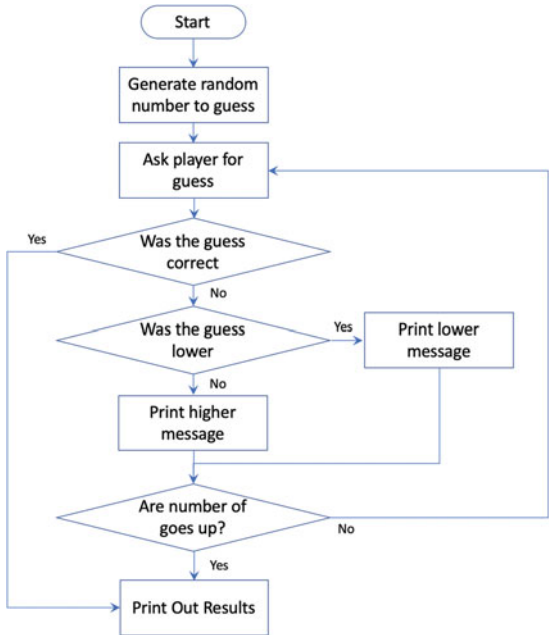 Start
Generate random
number to guess
Ask player for
guess
Yes
Was the guess
correct
No
Was the guess
lower
Yes
Print lower
message
No
Print higher
message
Are number of
goes up?
No
Yes
Print Out Results